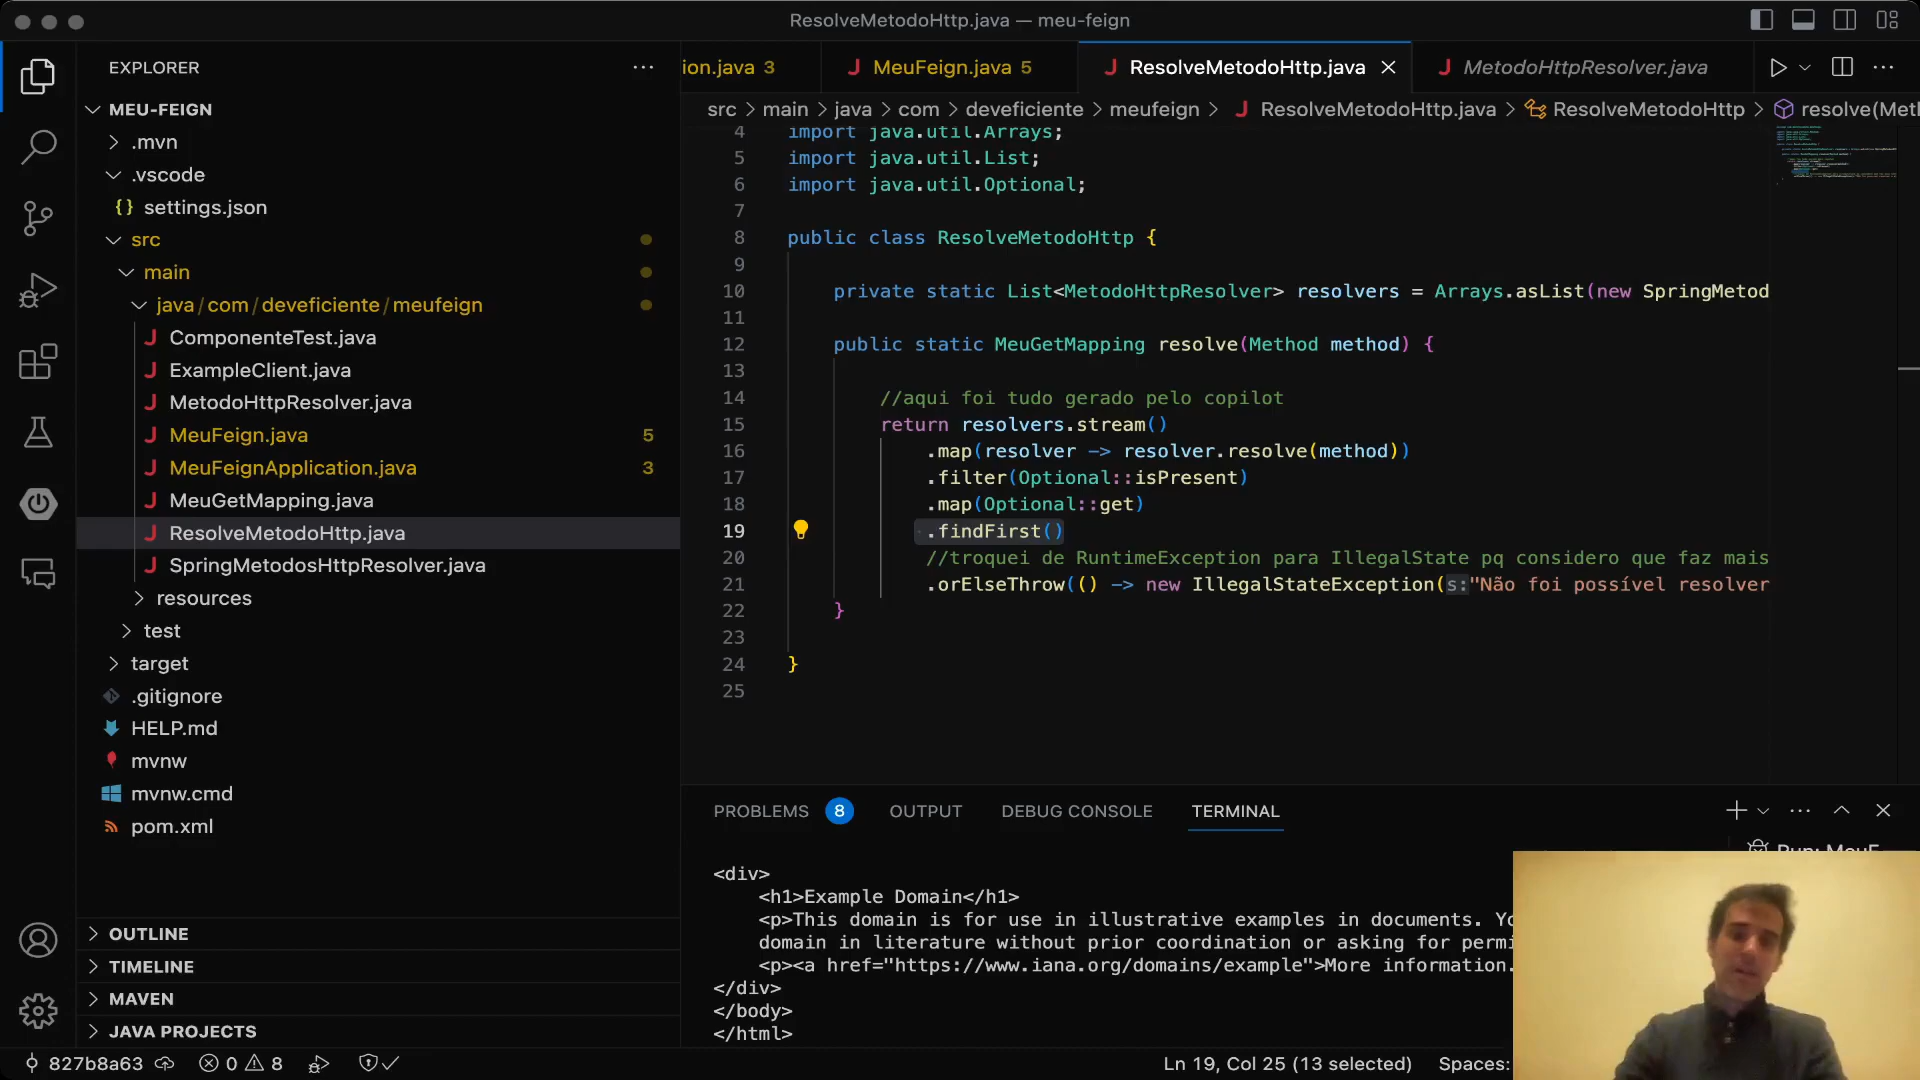 ResolveMetodoHttp.java — meu-feign
EXPLORER
MEU-FEIGN
.mvn
.vscode
{} settings.json
src
main
java/com/deveficiente/meufeign
J ComponenteTest.java
J ExampleClient.java
J MetodoHttpResolver.java
J MeuFeign.java 5
J MeuFeignApplication.java 3
J MeuGetMapping.java
J ResolveMetodoHttp.java
J SpringMetodosHttpResolver.java
resources
test
target
.gitignore
HELP.md
mvnw
mvnw.cmd
pom.xml
OUTLINE
TIMELINE
MAVEN
JAVA PROJECTS
ion.java 3
J MeuFeign.java 5
J ResolveMetodoHttp.java
J MetodoHttpResolver.java
src > main > java > com > deveficiente > meufeign > J ResolveMetodoHttp.java > ResolveMetodoHttp > resolve(Met
4 import java.util.Arrays;
5 import java.util.List;
6 import java.util.Optional;
7
8 public class ResolveMetodoHttp {
9
10 private static List<MetodoHttpResolver> resolvers = Arrays.asList(new SpringMetod
11
12 public static MeuGetMapping resolve(Method method) {
13
14 //aqui foi tudo gerado pelo copilot
15 return resolvers.stream()
16 .map(resolver -> resolver.resolve(method))
17 .filter(Optional::isPresent)
18 .map(Optional::get)
19 .findFirst()
20 //troquei de RuntimeException para IllegalState pq considero que faz mais
21 .orElseThrow(() -> new IllegalStateException(s:"Não foi possível resolver
22 }
23
24 }
25
PROBLEMS 8 OUTPUT DEBUG CONSOLE TERMINAL
<div>
<h1>Example Domain</h1>
<p>This domain is for use in illustrative examples in documents. Yo
domain in literature without prior coordination or asking for permi
<p><a href="https://www.iana.org/domains/example">More information.
</div>
</body>
</html>
827b8a63 0 8
Ln 19, Col 25 (13 selected) Spaces: